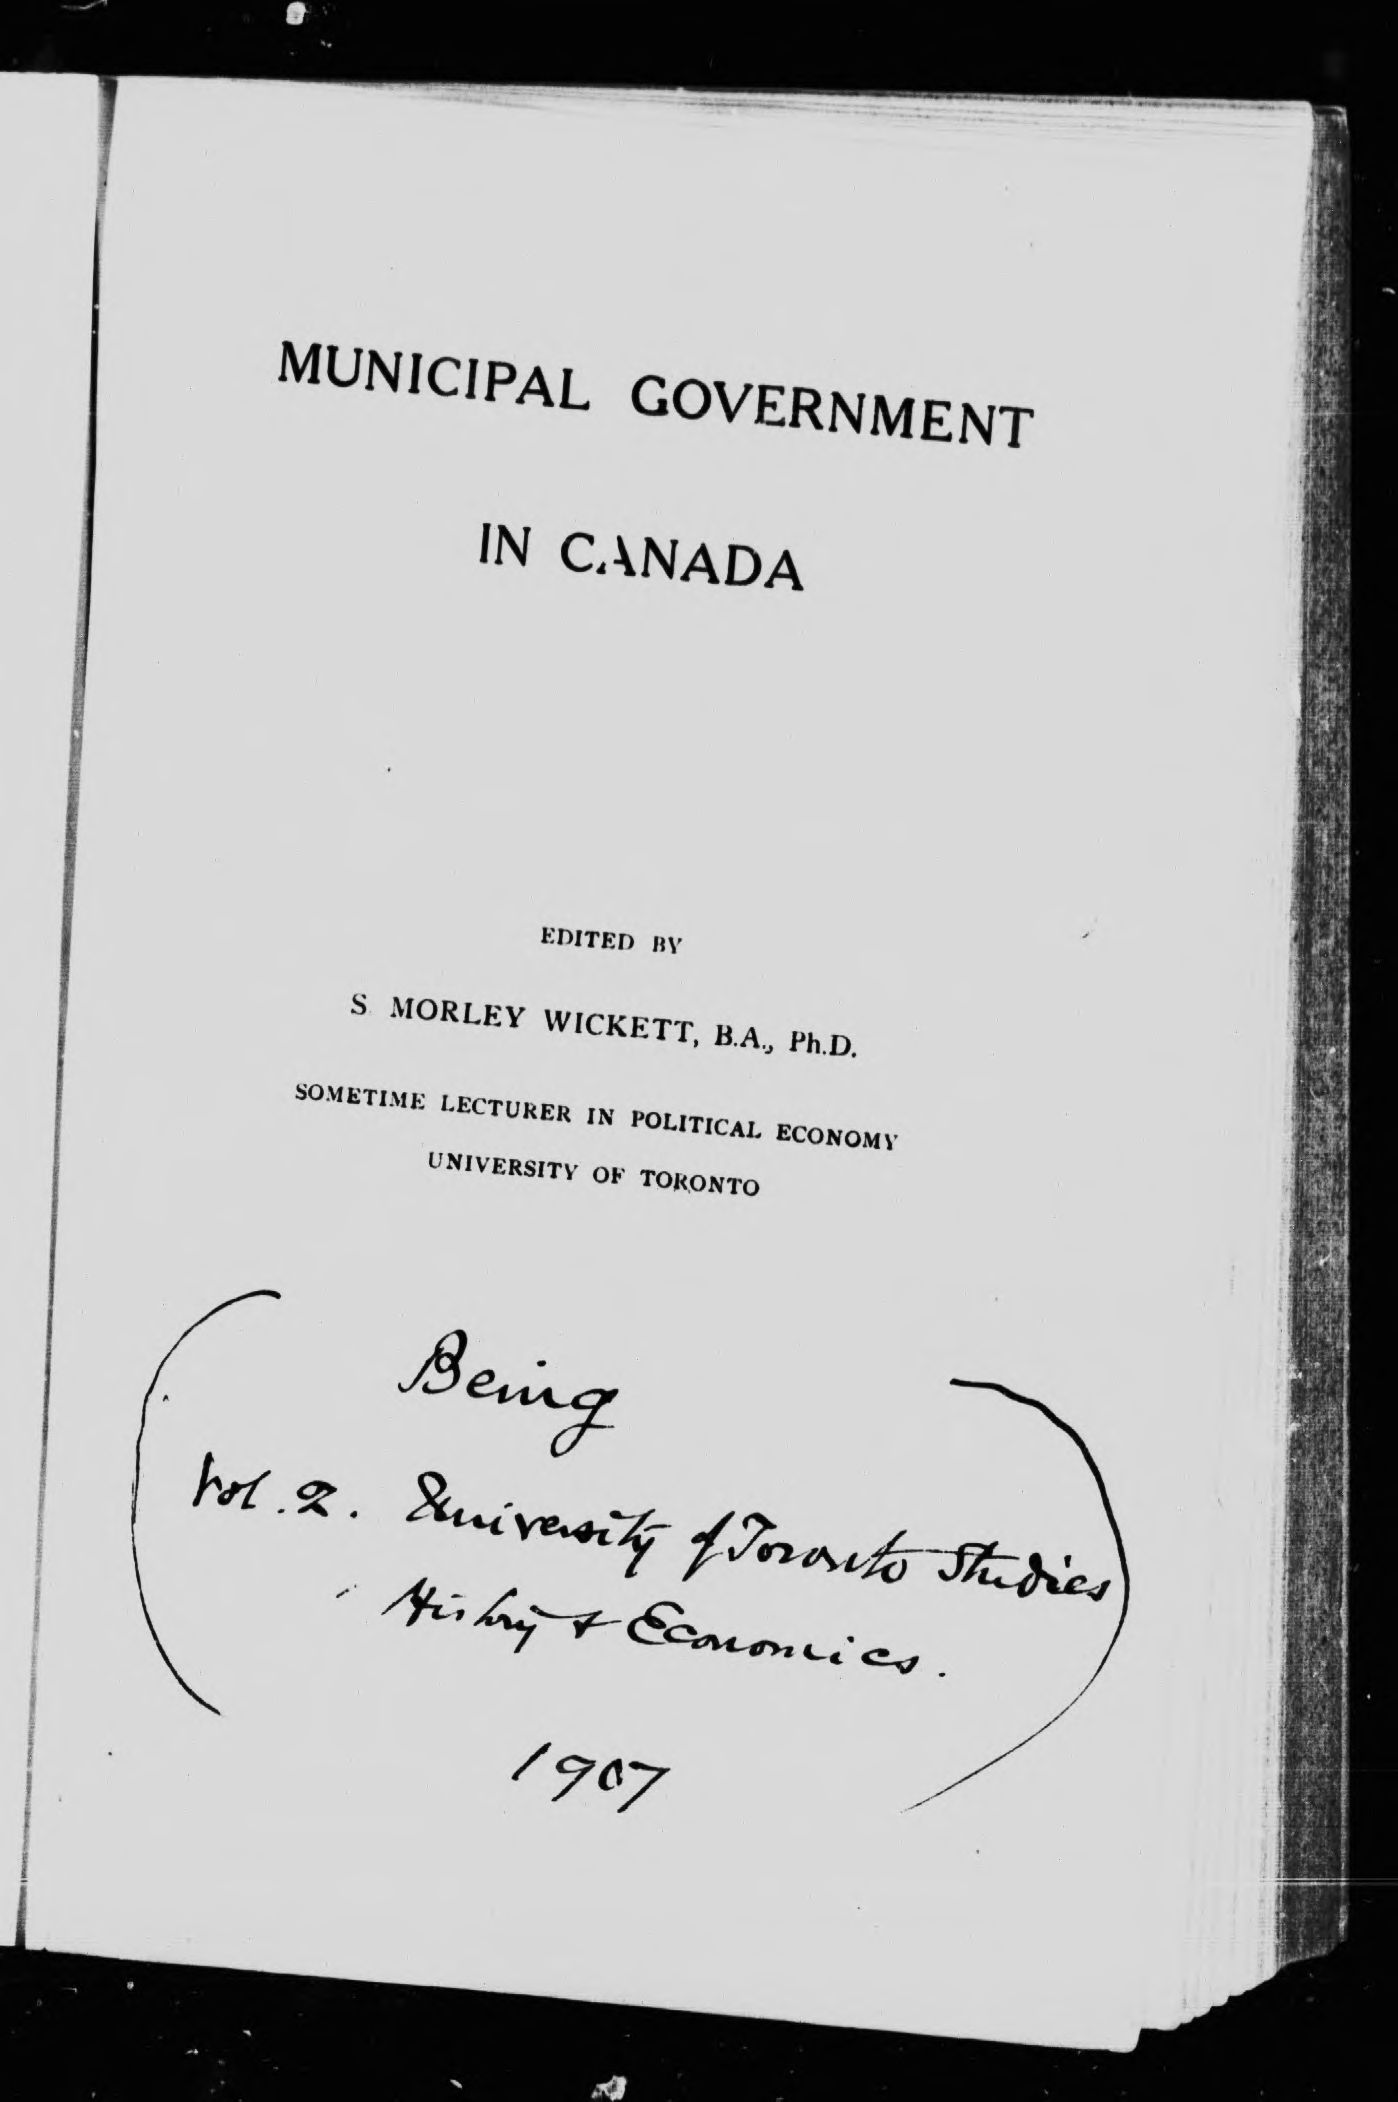 MUNICIPAL GOVERNMENT
IN CANADA
EDITED BY
S MORLEY WICKETT, B.A., Ph.D.
SOMETIME LECTURER IN POLITICAL ECONOMY
UNIVERSITY OF TORONTO
(Being
Vol. 2. University of Toronto Studies
History & Economics.)
1907